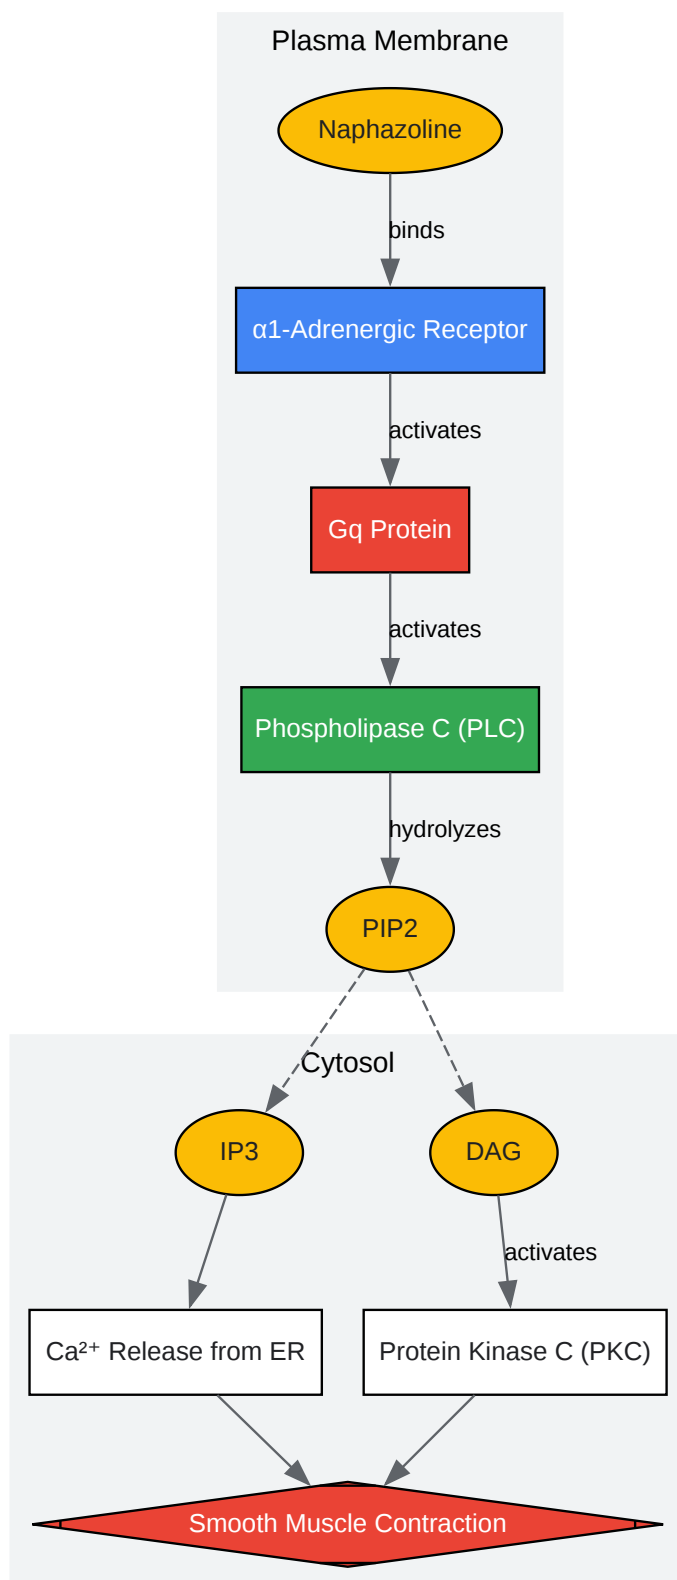 Plasma Membrane
Naphazoline
binds
α1-Adrenergic Receptor
activates
Gq Protein
activates
Phospholipase C (PLC)
hydrolyzes
PIP2
Cytosol
IP3
DAG
activates
Ca²⁺ Release from ER
Protein Kinase C (PKC)
Smooth Muscle Contraction